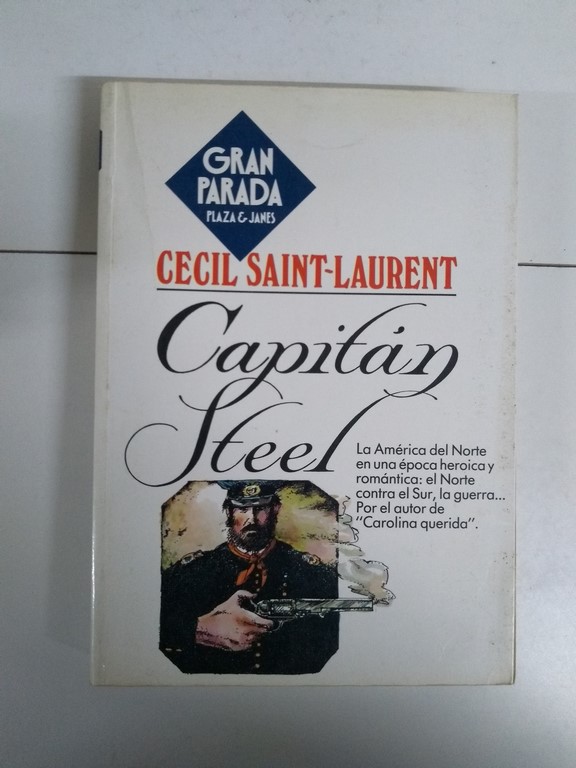 GRAN
PARADA
PLAZA & JANES
CECIL SAINT-LAURENT
Capitán
Steel
La América del Norte
en una época heroica y
romántica: el Norte
contra el Sur, la guerra...
Por el autor de
“Carolina querida”.